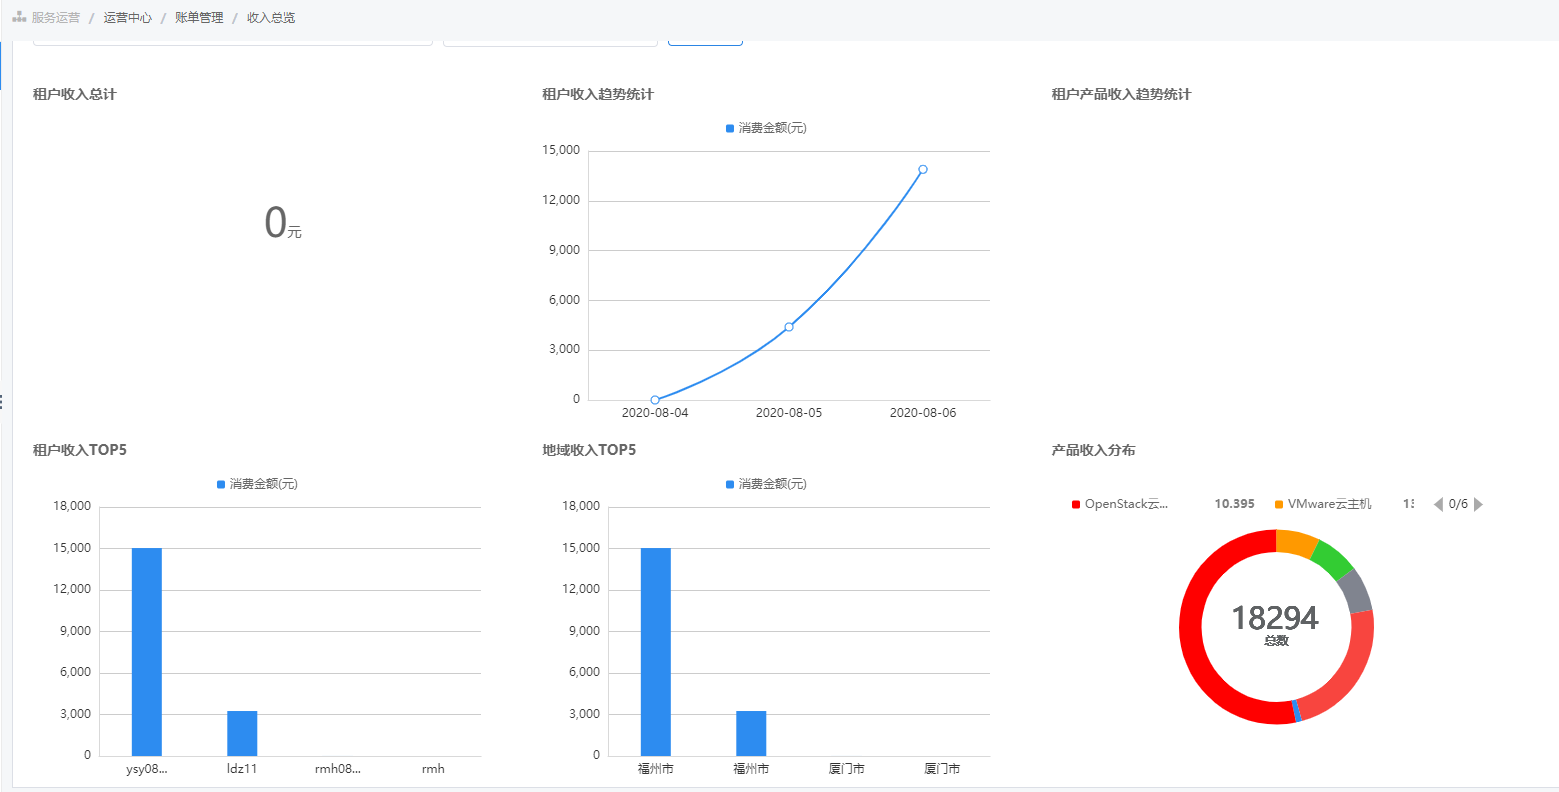 服务运营 / 运营中心 / 账单管理 / 收入总览
租户收入总计
0元
租户收入趋势统计
消费金额(元)
15,000
12,000
9,000
6,000
3,000
0
2020-08-04 2020-08-05 2020-08-06
租户产品收入趋势统计
租户收入TOP5
消费金额(元)
18,000
15,000
12,000
9,000
6,000
3,000
0
ysy08... ldz11 rmh08... rmh
地域收入TOP5
消费金额(元)
18,000
15,000
12,000
9,000
6,000
3,000
0
福州市 福州市 厦门市 厦门市
产品收入分布
OpenStack云... 10.395 VMware云主机 0/6
18294
总数